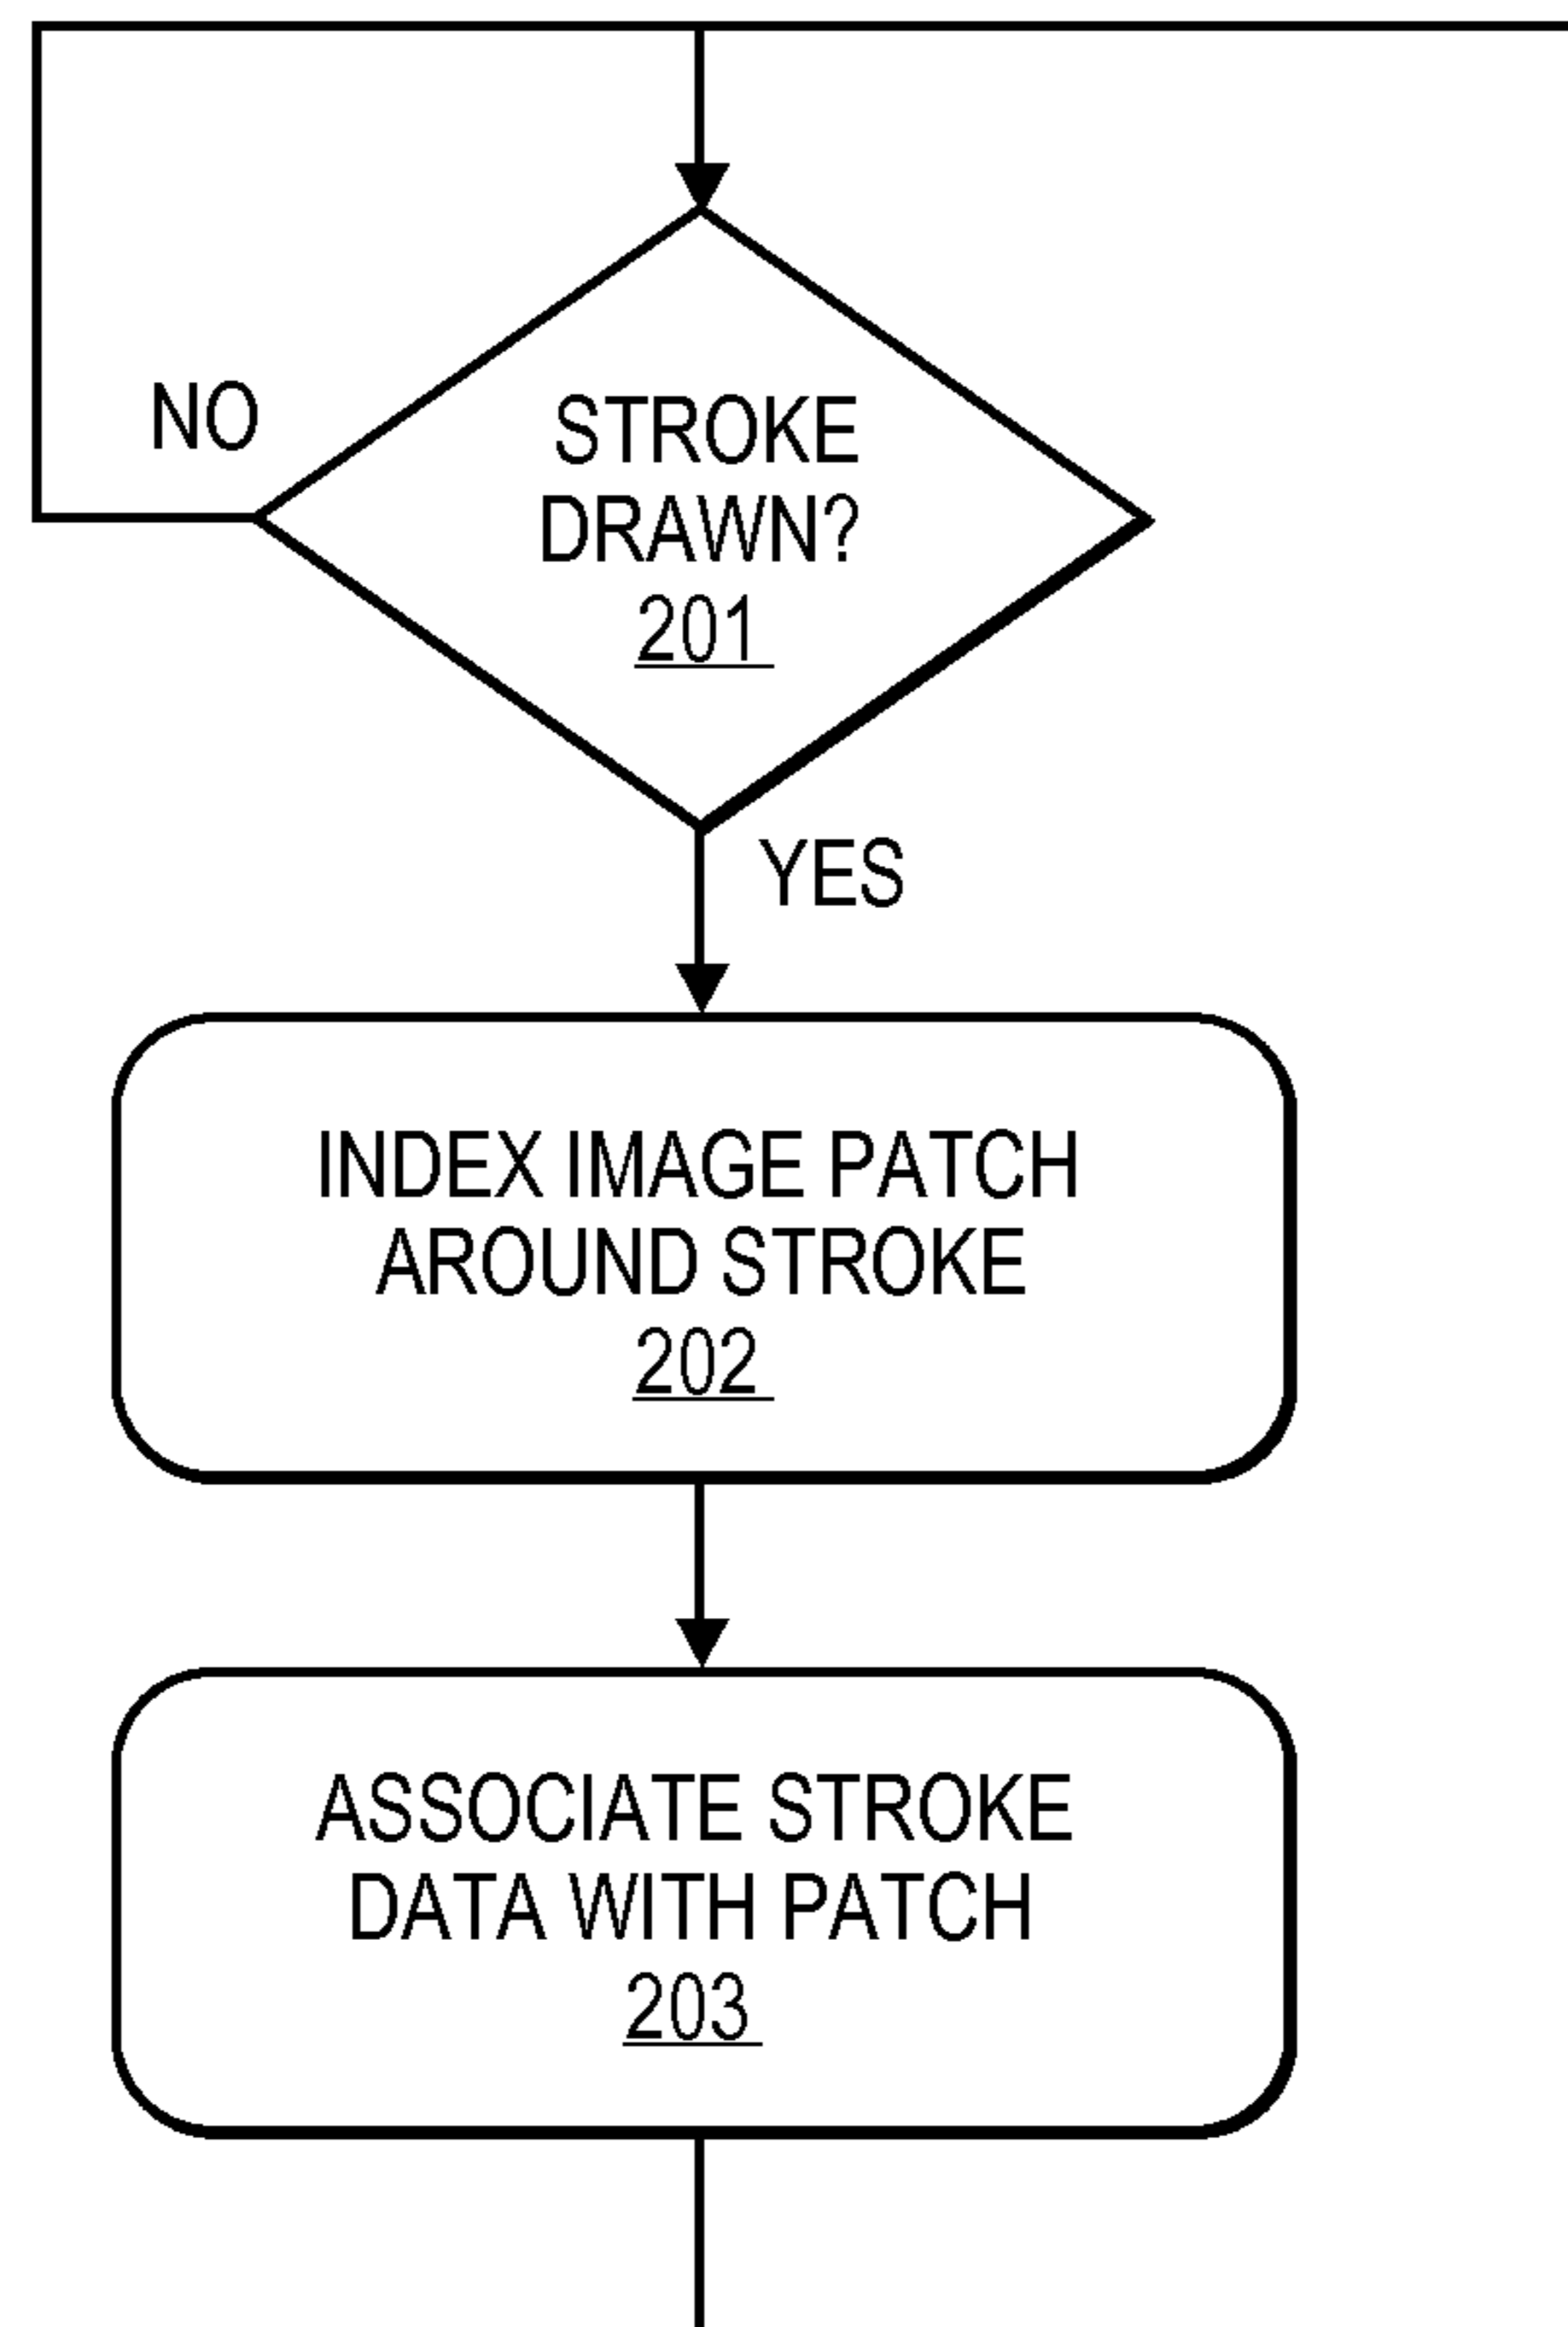 NO
STROKE
DRAWN?
201
YES
INDEX IMAGE PATCH
AROUND STROKE
202
ASSOCIATE STROKE
DATA WITH PATCH
203